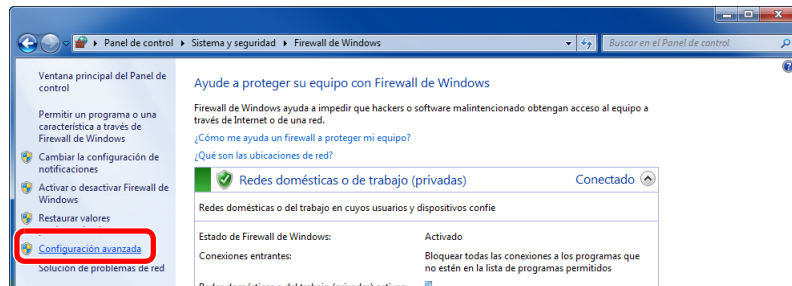 Panel de control ▸ Sistema y seguridad ▸ Firewall de Windows
Buscar en el Panel de control
Ventana principal del Panel de
control
Permitir un programa o una
característica a través de
Firewall de Windows
Cambiar la configuración de
notificaciones
Activar o desactivar Firewall de
Windows
Restaurar valores
Configuración avanzada
Solución de problemas de red
Ayude a proteger su equipo con Firewall de Windows
Firewall de Windows ayuda a impedir que hackers o software malintencionado obtengan acceso al equipo a
través de Internet o de una red.
¿Cómo me ayuda un firewall a proteger mi equipo?
¿Qué son las ubicaciones de red?
Redes domésticas o de trabajo (privadas) Conectado
Redes domésticas o del trabajo en cuyos usuarios y dispositivos confíe
Estado de Firewall de Windows: Activado
Conexiones entrantes: Bloquear todas las conexiones a los programas que
no estén en la lista de programas permitidos